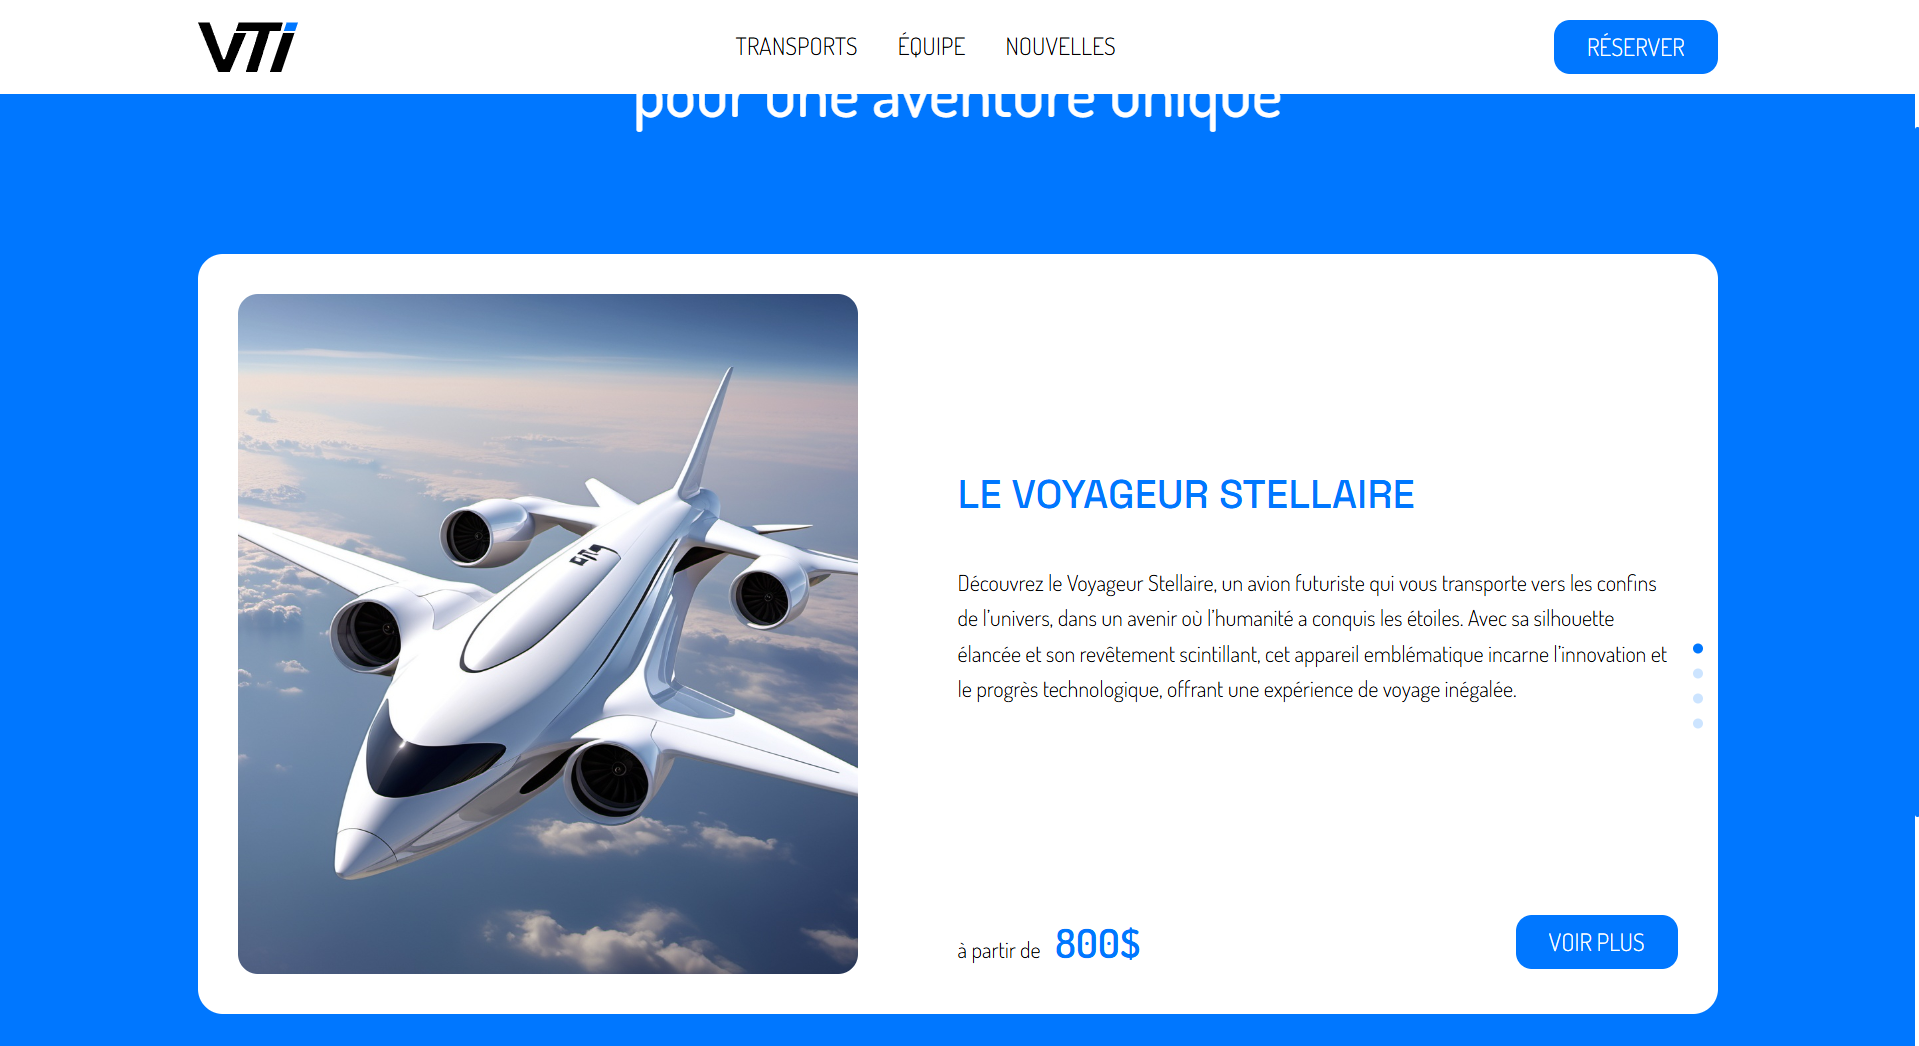 VTi
TRANSPORTS
ÉQUIPE
NOUVELLES
RÉSERVER
pour une aventure unique
LE VOYAGEUR STELLAIRE
Découvrez le Voyageur Stellaire, un avion futuriste qui vous transporte vers les confins
de l’univers, dans un avenir où l’humanité a conquis les étoiles. Avec sa silhouette
élancée et son revêtement scintillant, cet appareil emblématique incarne l’innovation et
le progrès technologique, offrant une expérience de voyage inégalée.
à partir de 800$
VOIR PLUS